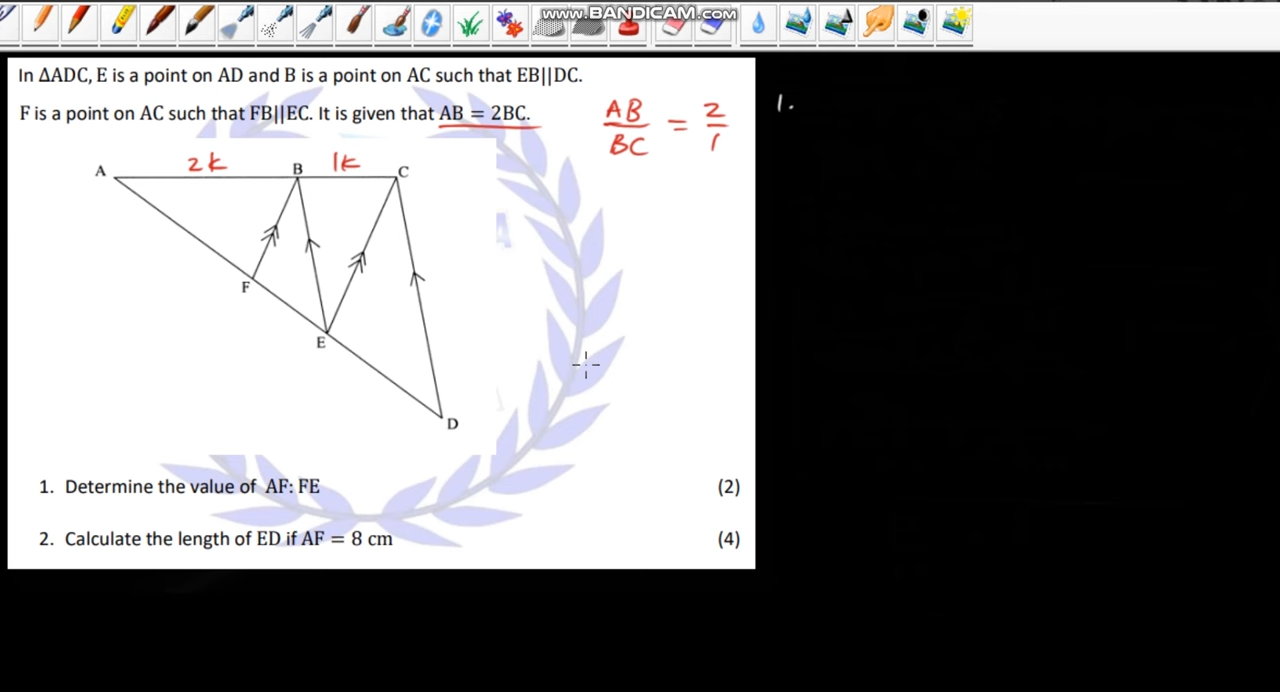 www.BANDICAM.com
In ΔADC, E is a point on AD and B is a point on AC such that EB||DC.
F is a point on AC such that FB||EC. It is given that AB = 2BC.
AB/BC = 2/1
1.
A 2k B 1k C
F
E
D
1. Determine the value of AF: FE (2)
2. Calculate the length of ED if AF = 8 cm (4)